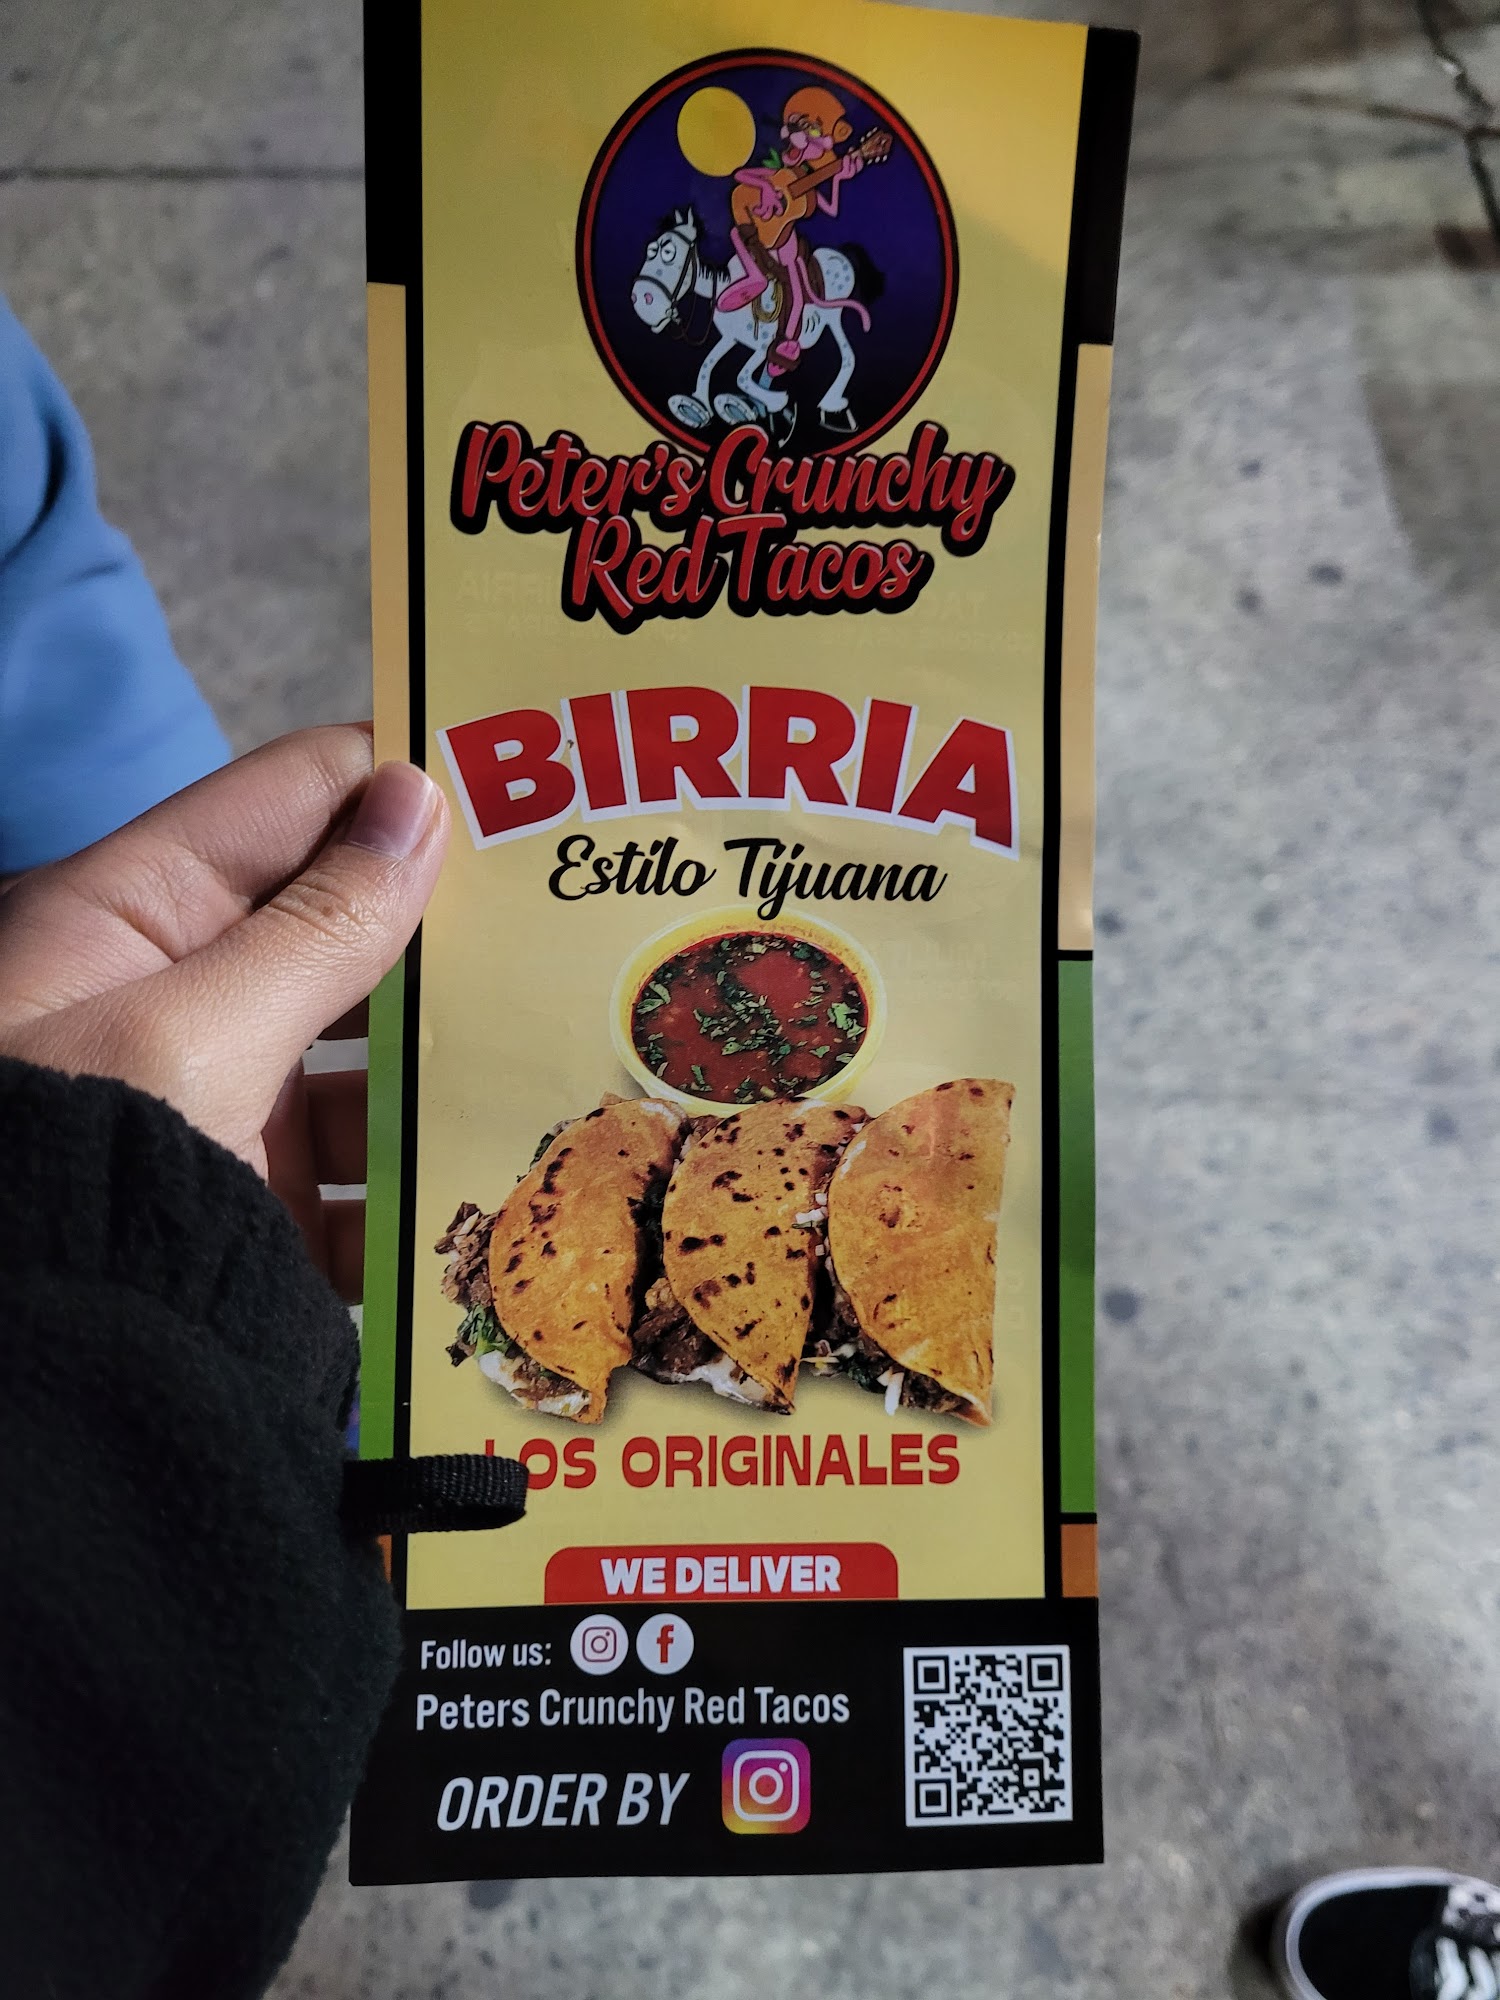 Peter's Crunchy
Red Tacos
BIRRIA
Estilo Tijuana
LOS ORIGINALES
WE DELIVER
Follow us:
Peters Crunchy Red Tacos
ORDER BY